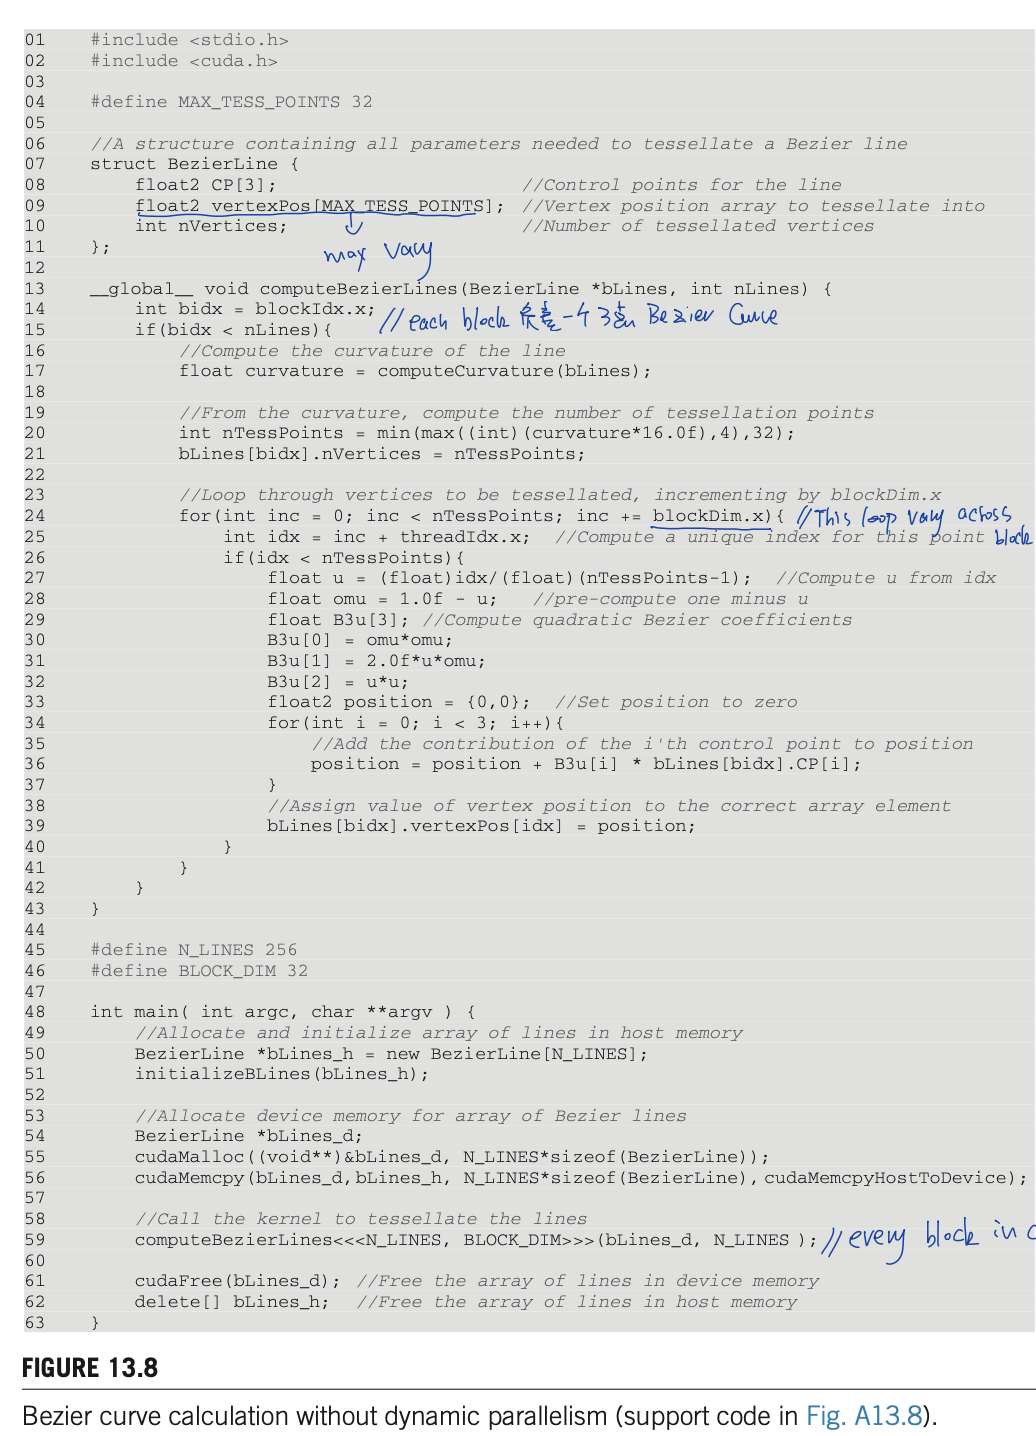 01 #include <stdio.h>
02 #include <cuda.h>
03
04 #define MAX_TESS_POINTS 32
05
06 //A structure containing all parameters needed to tessellate a Bezier line
07 struct BezierLine {
08 float2 CP[3]; //Control points for the line
09 float2 vertexPos[MAX_TESS_POINTS]; //Vertex position array to tessellate into
10 int nVertices; //Number of tessellated vertices
11 };
max vary
12
13 __global__ void computeBezierLines(BezierLine *bLines, int nLines) {
14 int bidx = blockIdx.x; //each block 負責一个3点 Bezier Curve
15 if(bidx < nLines){
16 //Compute the curvature of the line
17 float curvature = computeCurvature(bLines);
18
19 //From the curvature, compute the number of tessellation points
20 int nTessPoints = min(max((int)(curvature*16.0f),4),32);
21 bLines[bidx].nVertices = nTessPoints;
22
23 //Loop through vertices to be tessellated, incrementing by blockDim.x
24 for(int inc = 0; inc < nTessPoints; inc += blockDim.x){ //This loop vary across
25 int idx = inc + threadIdx.x; //Compute a unique index for this point block
26 if(idx < nTessPoints){
27 float u = (float)idx/(float)(nTessPoints-1); //Compute u from idx
28 float omu = 1.0f - u; //pre-compute one minus u
29 float B3u[3]; //Compute quadratic Bezier coefficients
30 B3u[0] = omu*omu;
31 B3u[1] = 2.0f*u*omu;
32 B3u[2] = u*u;
33 float2 position = {0,0}; //Set position to zero
34 for(int i = 0; i < 3; i++){
35 //Add the contribution of the i'th control point to position
36 position = position + B3u[i] * bLines[bidx].CP[i];
37 }
38 //Assign value of vertex position to the correct array element
39 bLines[bidx].vertexPos[idx] = position;
40 }
41 }
42 }
43 }
44
45 #define N_LINES 256
46 #define BLOCK_DIM 32
47
48 int main( int argc, char **argv ) {
49 //Allocate and initialize array of lines in host memory
50 BezierLine *bLines_h = new BezierLine[N_LINES];
51 initializeBLines(bLines_h);
52
53 //Allocate device memory for array of Bezier lines
54 BezierLine *bLines_d;
55 cudaMalloc((void**)&bLines_d, N_LINES*sizeof(BezierLine));
56 cudaMemcpy(bLines_d,bLines_h, N_LINES*sizeof(BezierLine),cudaMemcpyHostToDevice);
57
58 //Call the kernel to tessellate the lines
59 computeBezierLines<<<N_LINES, BLOCK_DIM>>>(bLines_d, N_LINES ); //every block in
60
61 cudaFree(bLines_d); //Free the array of lines in device memory
62 delete[] bLines_h; //Free the array of lines in host memory
63 }
FIGURE 13.8
Bezier curve calculation without dynamic parallelism (support code in Fig. A13.8).